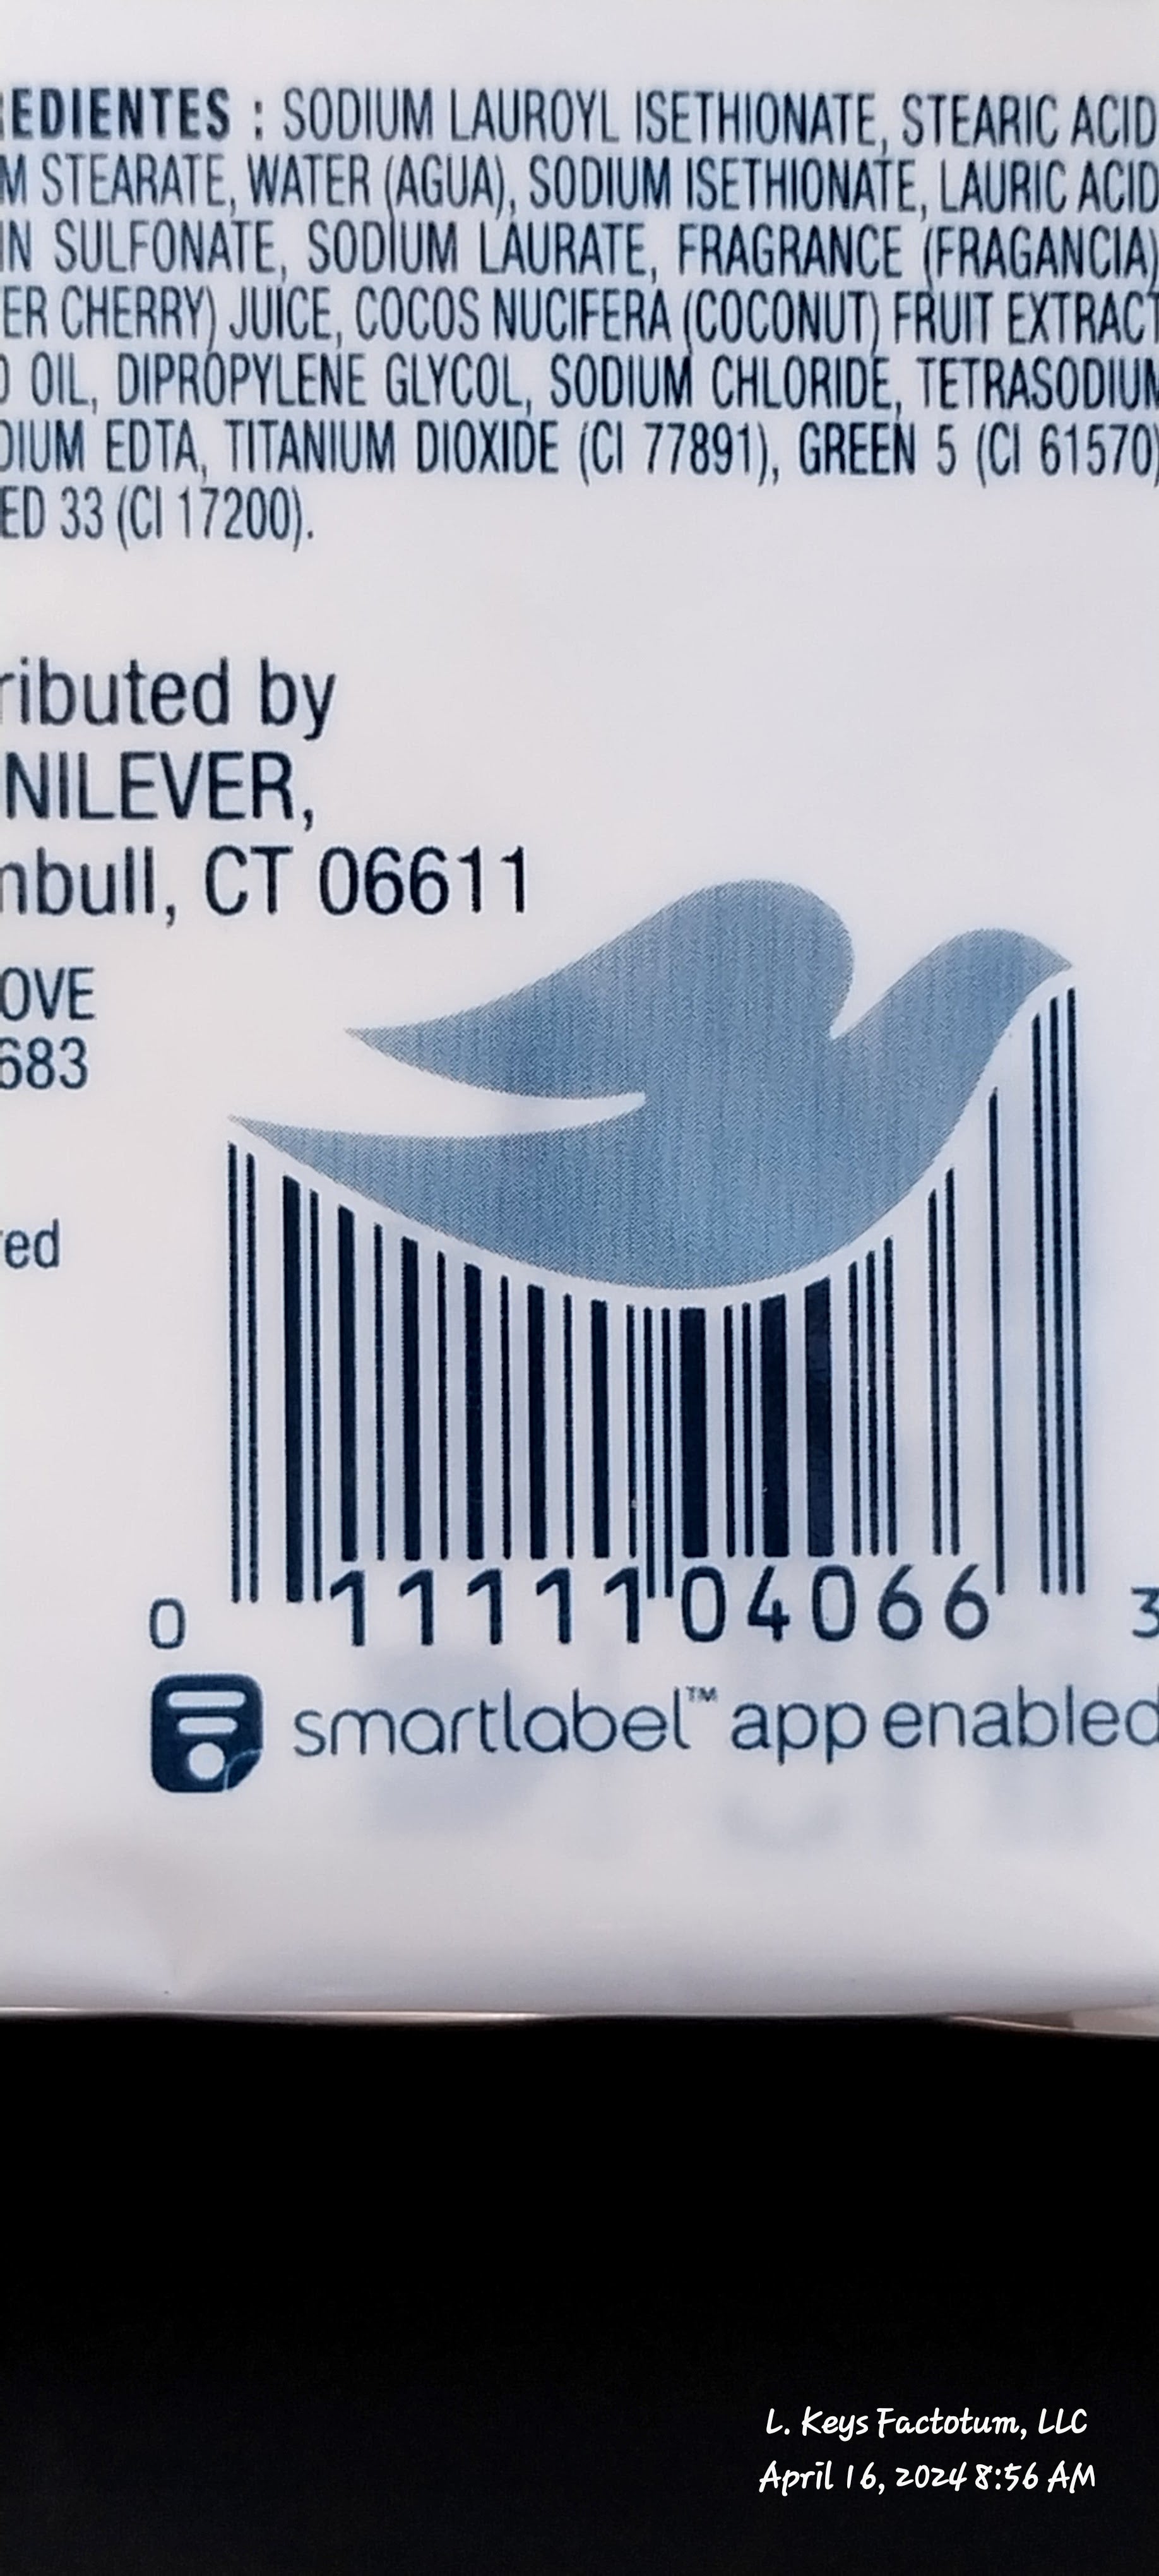 REDIENTES : SODIUM LAUROYL ISETHIONATE, STEARIC ACID
M STEARATE, WATER (AGUA), SODIUM ISETHIONATE, LAURIC ACID
IN SULFONATE, SODIUM LAURATE, FRAGRANCE (FRAGANCIA)
ER CHERRY) JUICE, COCOS NUCIFERA (COCONUT) FRUIT EXTRACT
D OIL, DIPROPYLENE GLYCOL, SODIUM CHLORIDE, TETRASODIUM
DIUM EDTA, TITANIUM DIOXIDE (CI 77891), GREEN 5 (CI 61570)
ED 33 (CI 17200).
ributed by
NILEVER,
mbull, CT 06611
OVE
683
red
0 11111 04066 3
smartlabel™ app enabled
L. Keys Factotum, LLC
April 16, 2024 8:56 AM